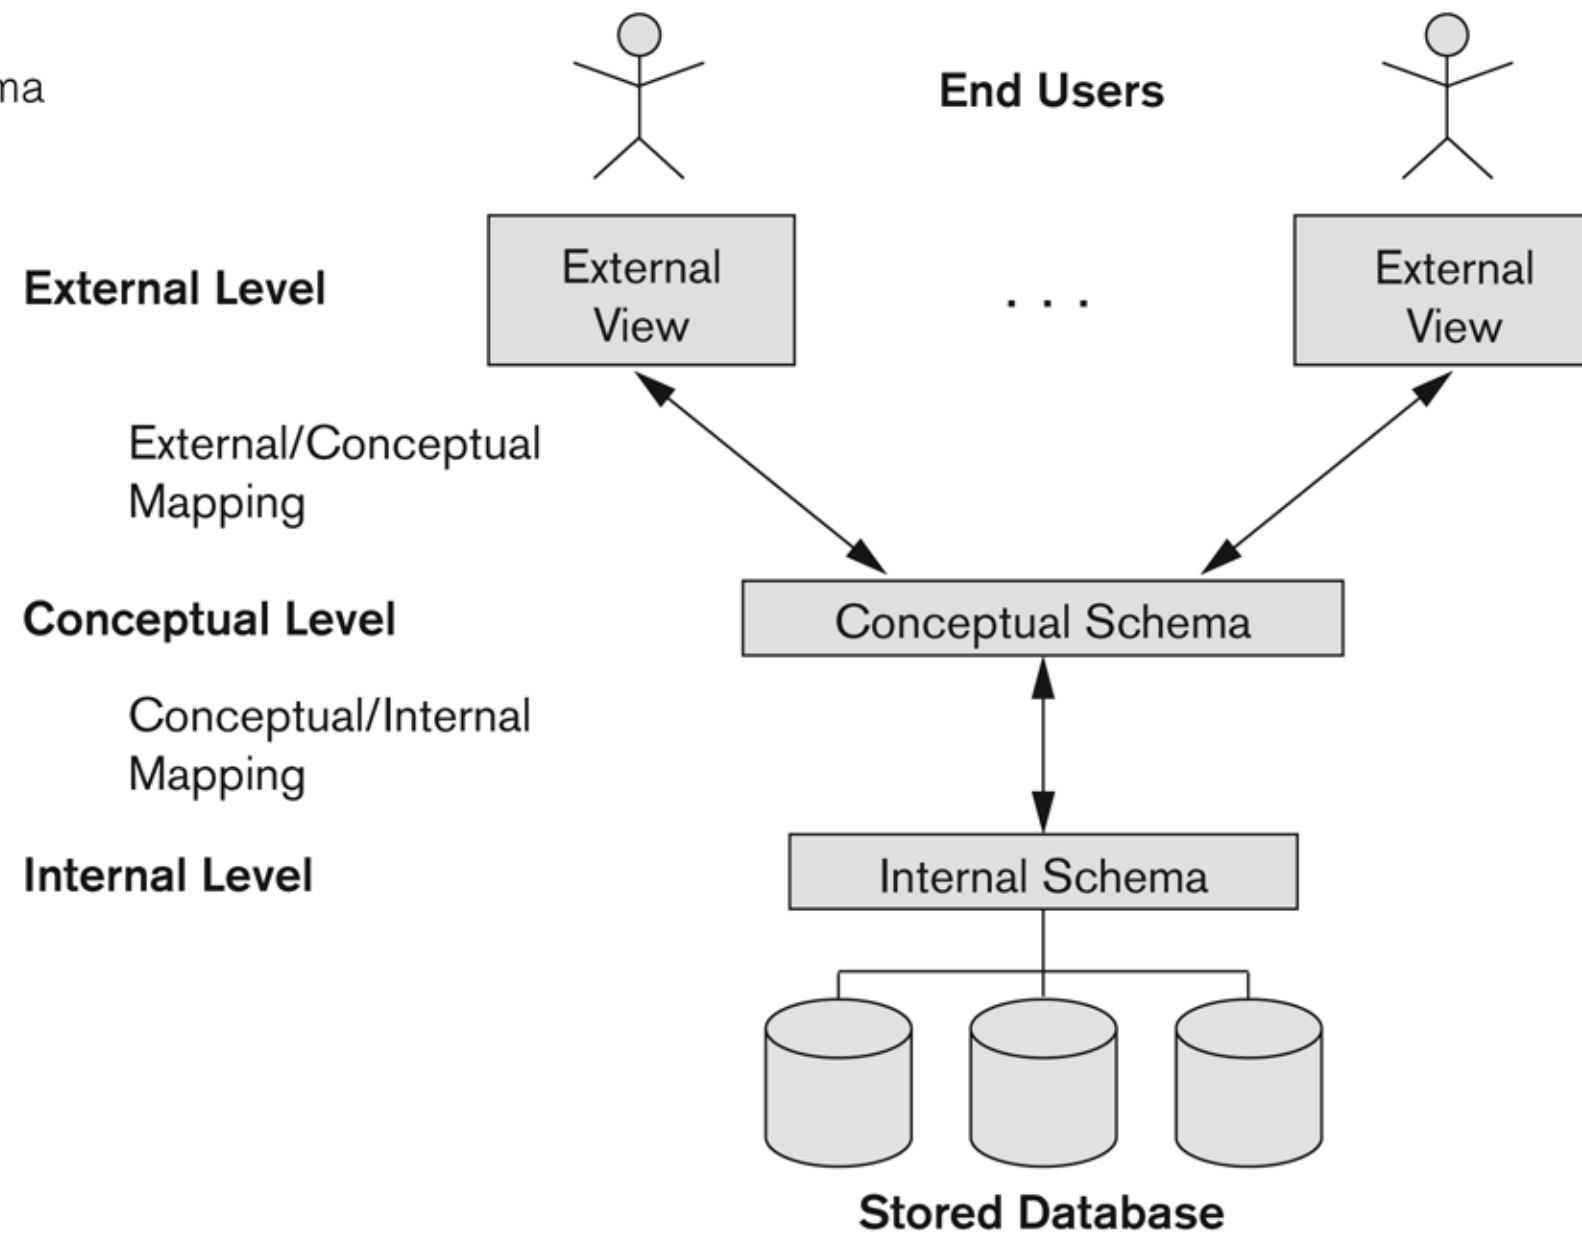 ma
End Users
External Level
External
View
. . .
External
View
External/Conceptual
Mapping
Conceptual Level
Conceptual Schema
Conceptual/Internal
Mapping
Internal Level
Internal Schema
Stored Database